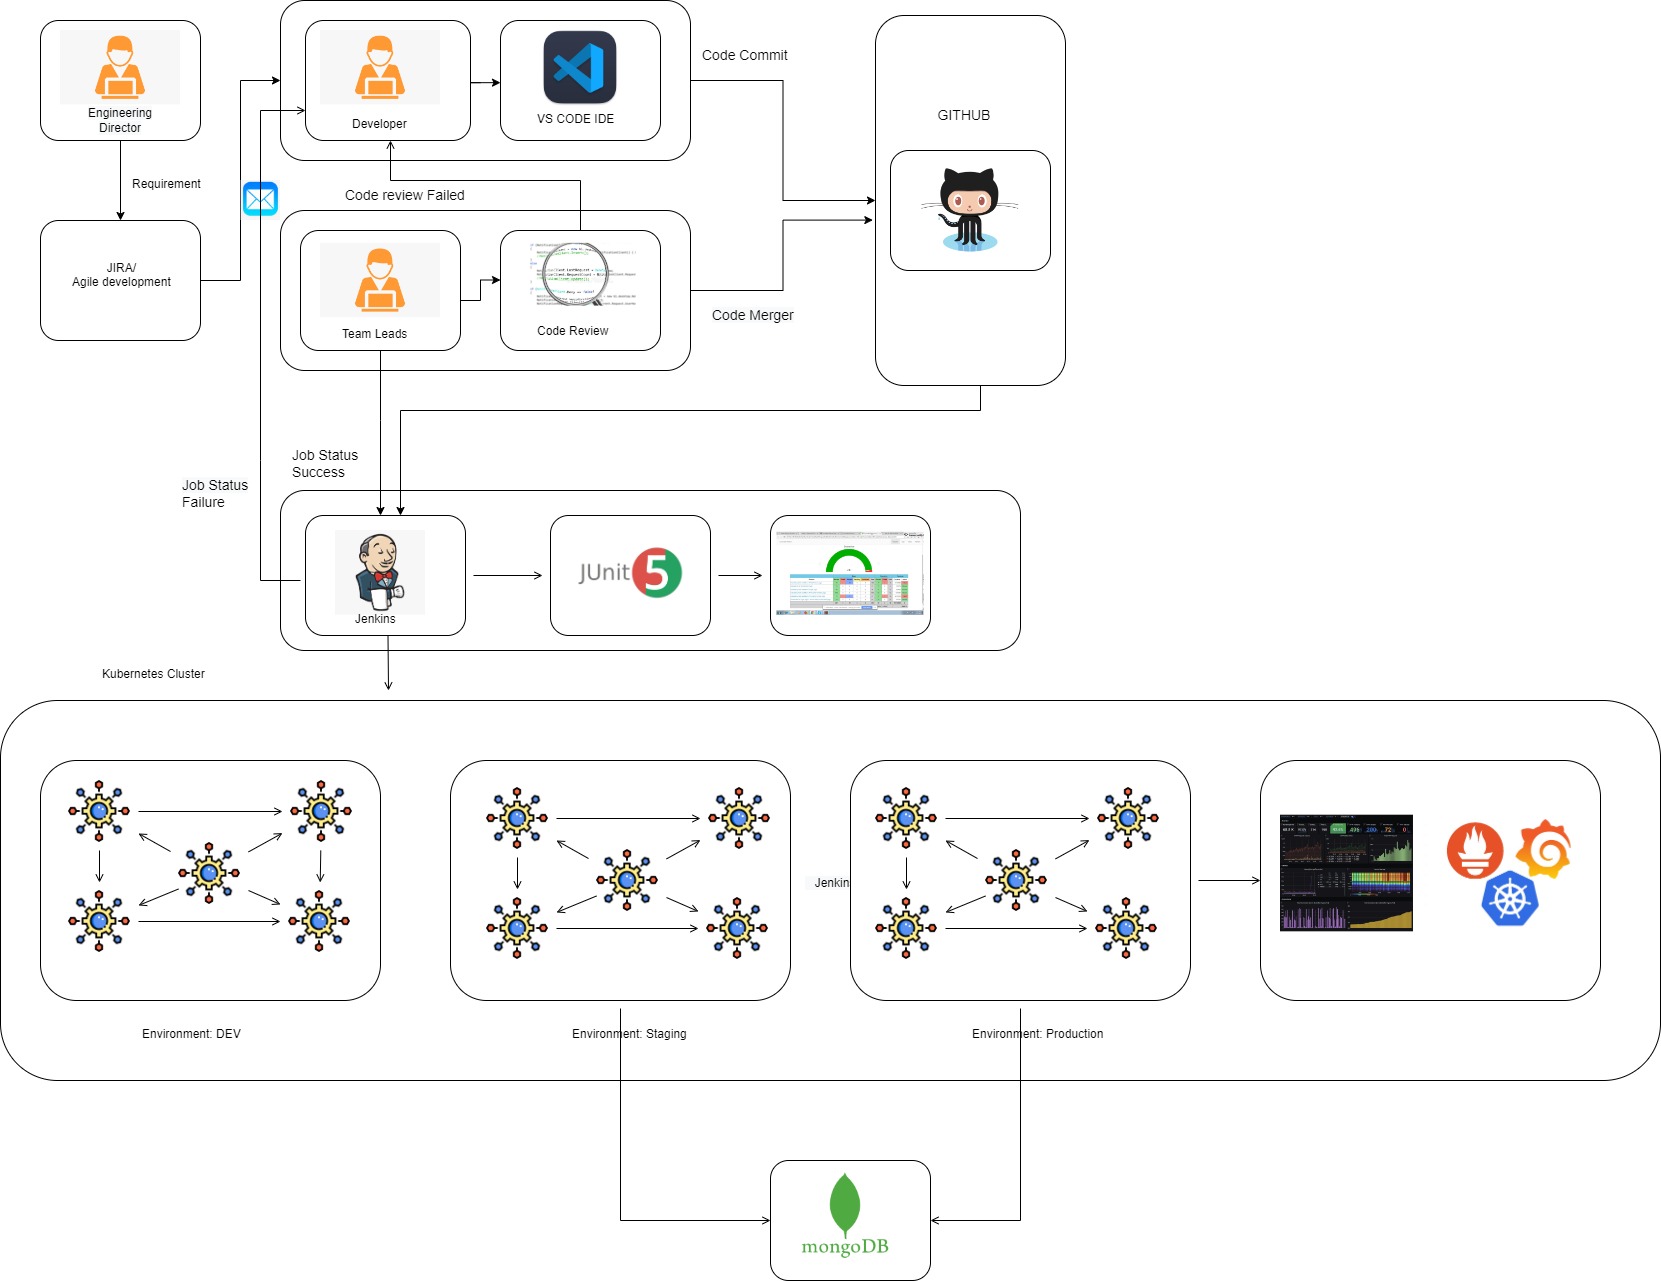 Engineering
Director
Requirement
JIRA/
Agile development
Developer
VS CODE IDE
Code Commit
GITHUB
Code review Failed
Team Leads
Code Review
Code Merger
Job Status
Success
Job Status
Failure
Jenkins
JUnit 5
Kubernetes Cluster
Jenkin
Environment: DEV
Environment: Staging
Environment: Production
mongoDB